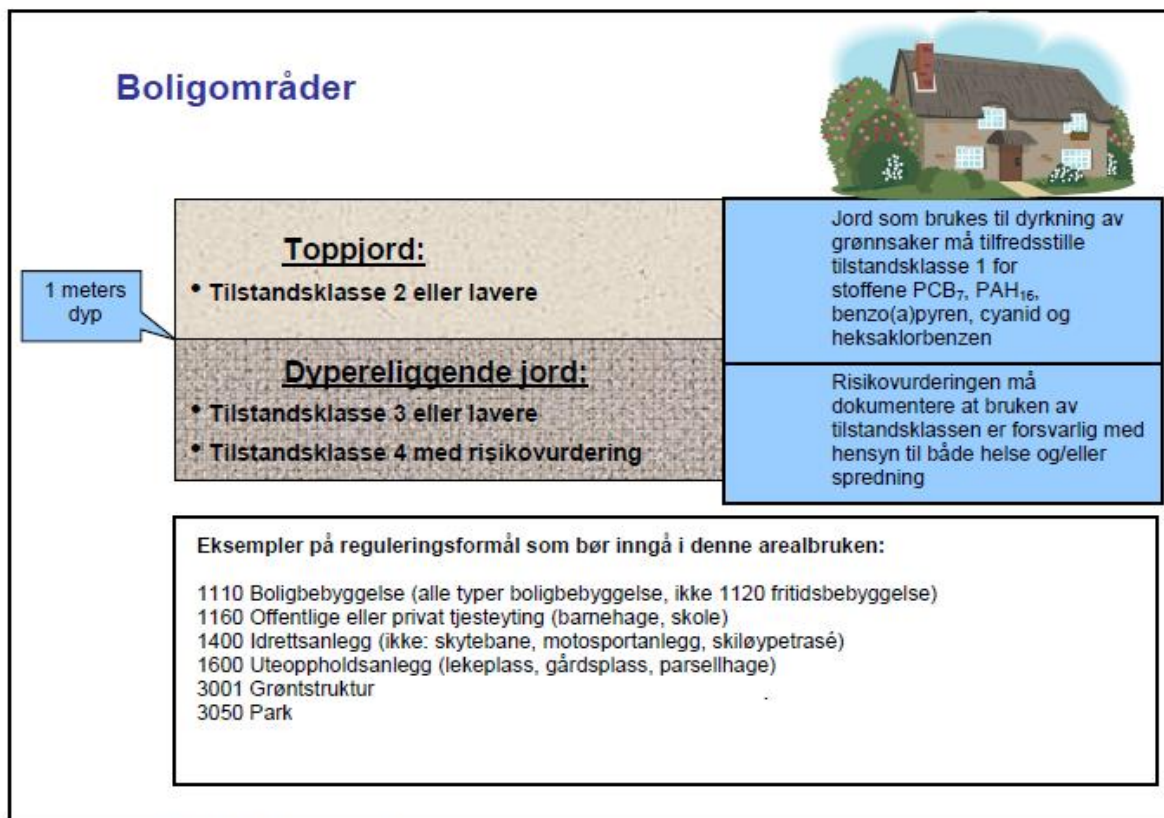 Boligområder
Toppjord:
• Tilstandsklasse 2 eller lavere
1 meters
dyp
Jord som brukes til dyrkning av
grønnsaker må tilfredsstille
tilstandsklasse 1 for
stoffene PCB₇, PAH₁₆,
benzo(a)pyren, cyanid og
heksaklorbenzen
Dypereliggende jord:
• Tilstandsklasse 3 eller lavere
• Tilstandsklasse 4 med risikovurdering
Risikovurderingen må
dokumentere at bruken av
tilstandsklassen er forsvarlig med
hensyn til både helse og/eller
spredning
Eksempler på reguleringsformål som bør inngå i denne arealbruken:
1110 Boligbebyggelse (alle typer boligbebyggelse, ikke 1120 fritidsbebyggelse)
1160 Offentlige eller privat tjesteyting (barnehage, skole)
1400 Idrettsanlegg (ikke: skytebane, motosportanlegg, skiløypetrasé)
1600 Uteoppholdsanlegg (lekeplass, gårdsplass, parsellhage)
3001 Grøntstruktur
3050 Park